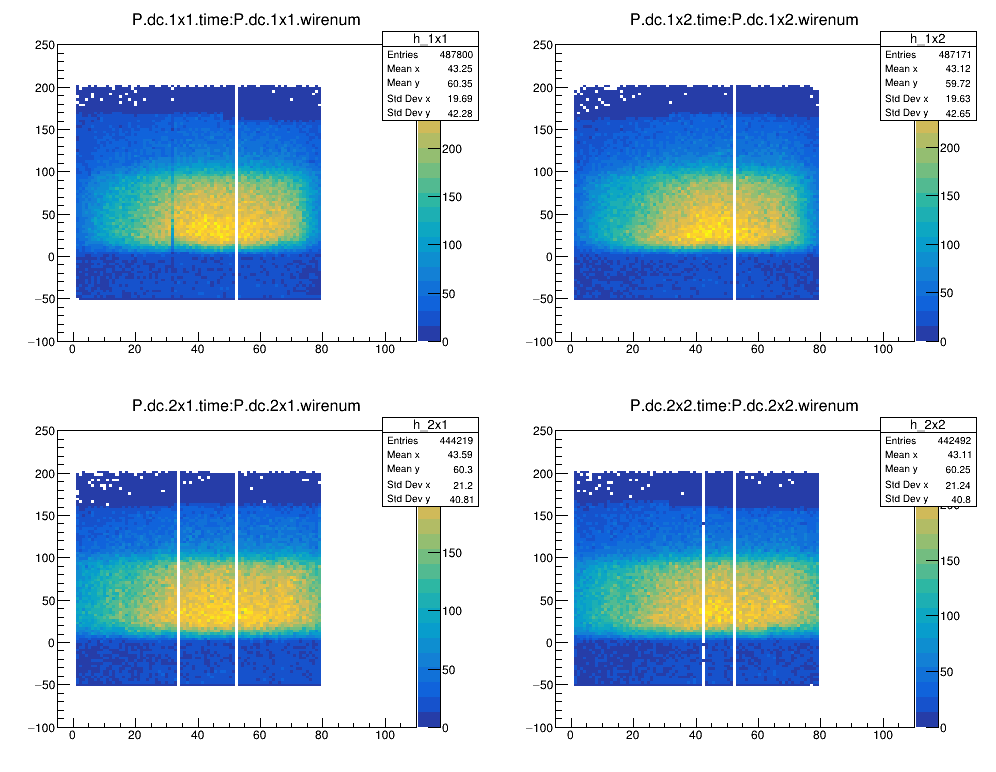 P.dc.1x1.time:P.dc.1x1.wirenum
h_1x1
Entries 487800
Mean x 43.25
Mean y 60.35
Std Dev x 19.69
Std Dev y 42.28
250
200
150
100
50
0
−50
−100
0 20 40 60 80 100
200
150
100
50
0
P.dc.1x2.time:P.dc.1x2.wirenum
h_1x2
Entries 487171
Mean x 43.12
Mean y 59.72
Std Dev x 19.63
Std Dev y 42.65
250
200
150
100
50
0
−50
−100
0 20 40 60 80 100
200
150
100
50
0
P.dc.2x1.time:P.dc.2x1.wirenum
h_2x1
Entries 444219
Mean x 43.59
Mean y 60.3
Std Dev x 21.2
Std Dev y 40.81
250
200
150
100
50
0
−50
−100
0 20 40 60 80 100
150
100
50
0
P.dc.2x2.time:P.dc.2x2.wirenum
h_2x2
Entries 442492
Mean x 43.11
Mean y 60.25
Std Dev x 21.24
Std Dev y 40.8
250
200
150
100
50
0
−50
−100
0 20 40 60 80 100
200
150
100
50
0